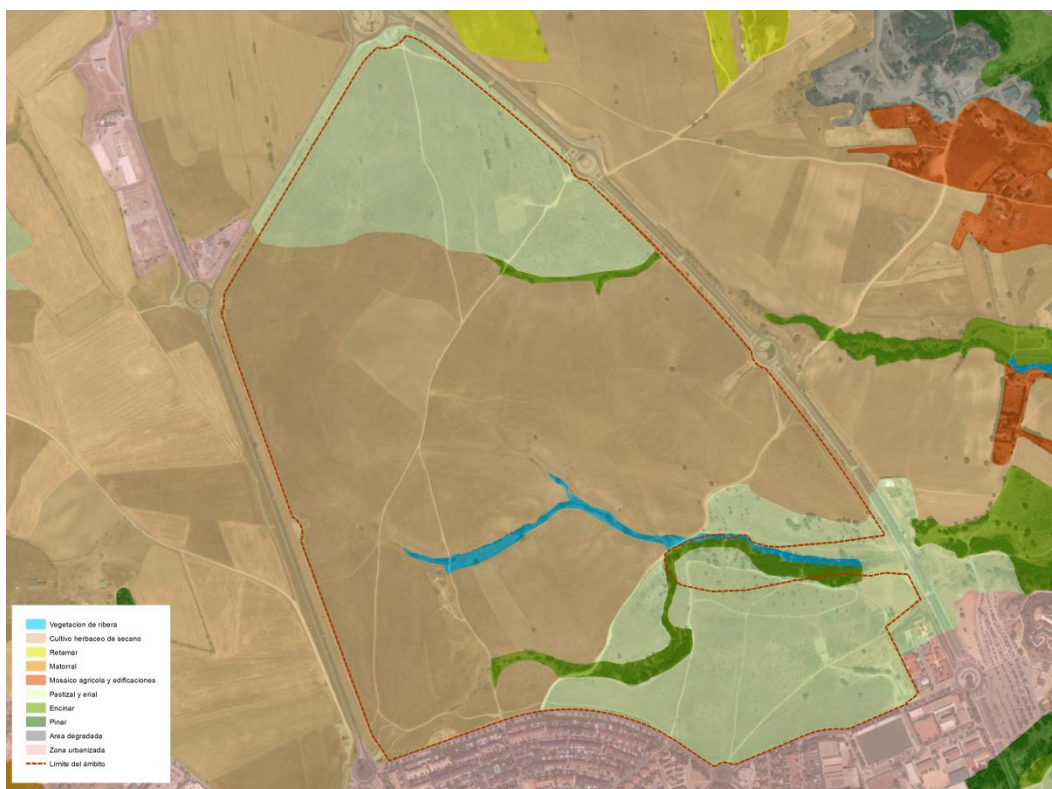 Vegetacion de ribera
Cultivo herbaceo de secano
Retamar
Matorral
Mosaico agricola y edificaciones
Pastizal y erial
Encinar
Pinar
Area degradada
Zona urbanizada
Límite del ámbito